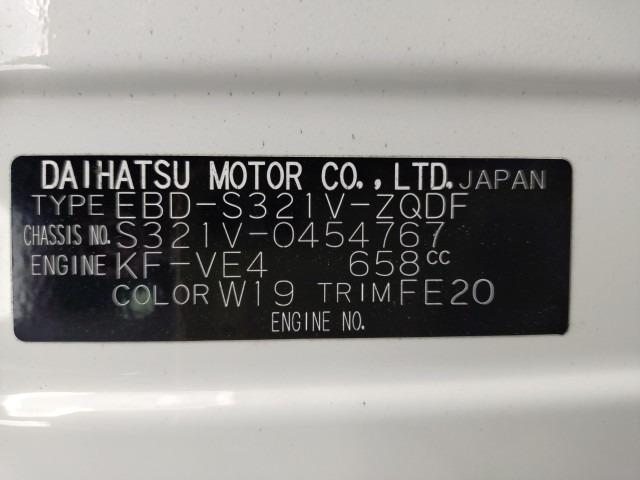 DAIHATSU MOTOR CO.,LTD. JAPAN
TYPE EBD-S321V-ZQDF
CHASSIS NO. S321V-0454767
ENGINE KF-VE4 658CC
COLOR W19 TRIM FE20
ENGINE NO.